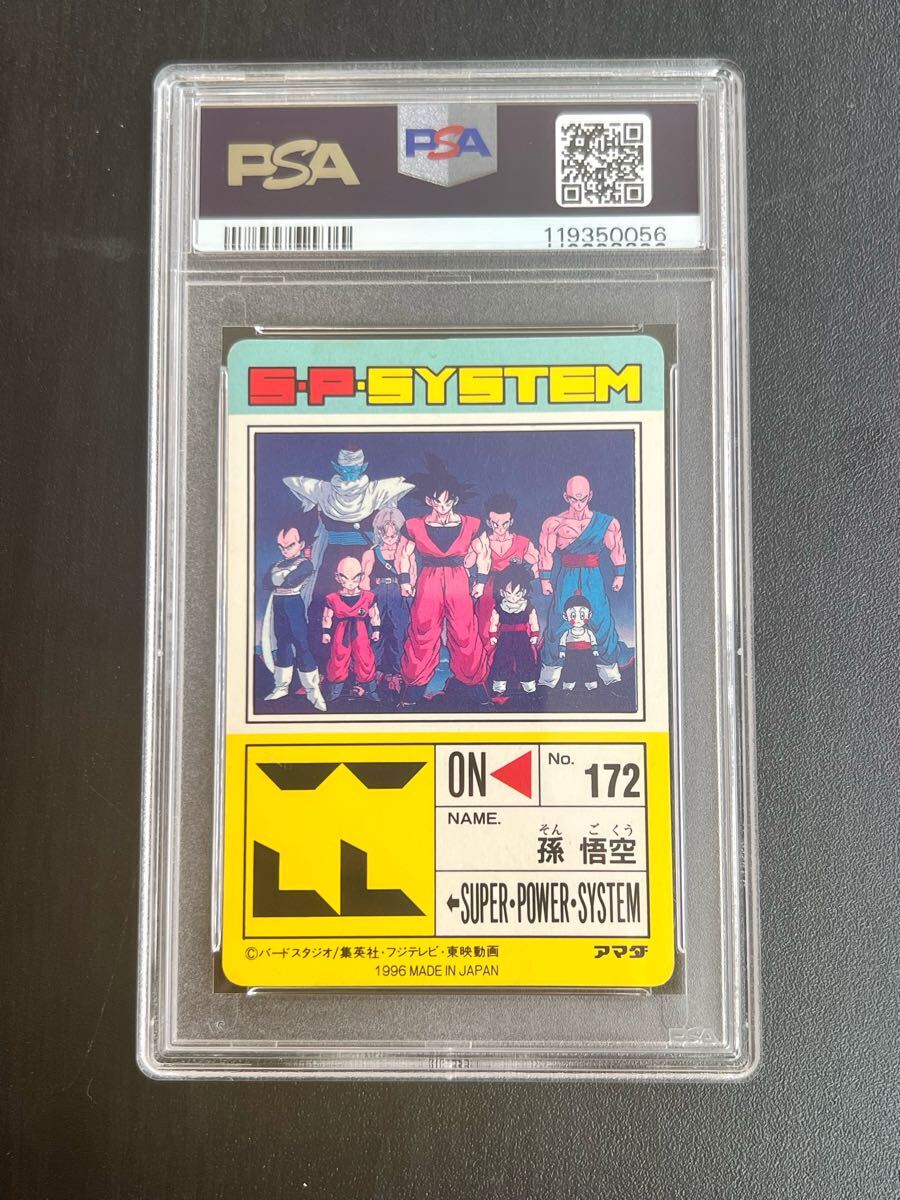 PSA PSA
119350056
S·P·SYSTEM
ON No. 172
NAME.
そん ご くう
孫 悟空
SUPER·POWER·SYSTEM
©バードスタジオ/集英社・フジテレビ・東映動画 アマダ
1996 MADE IN JAPAN
PSA